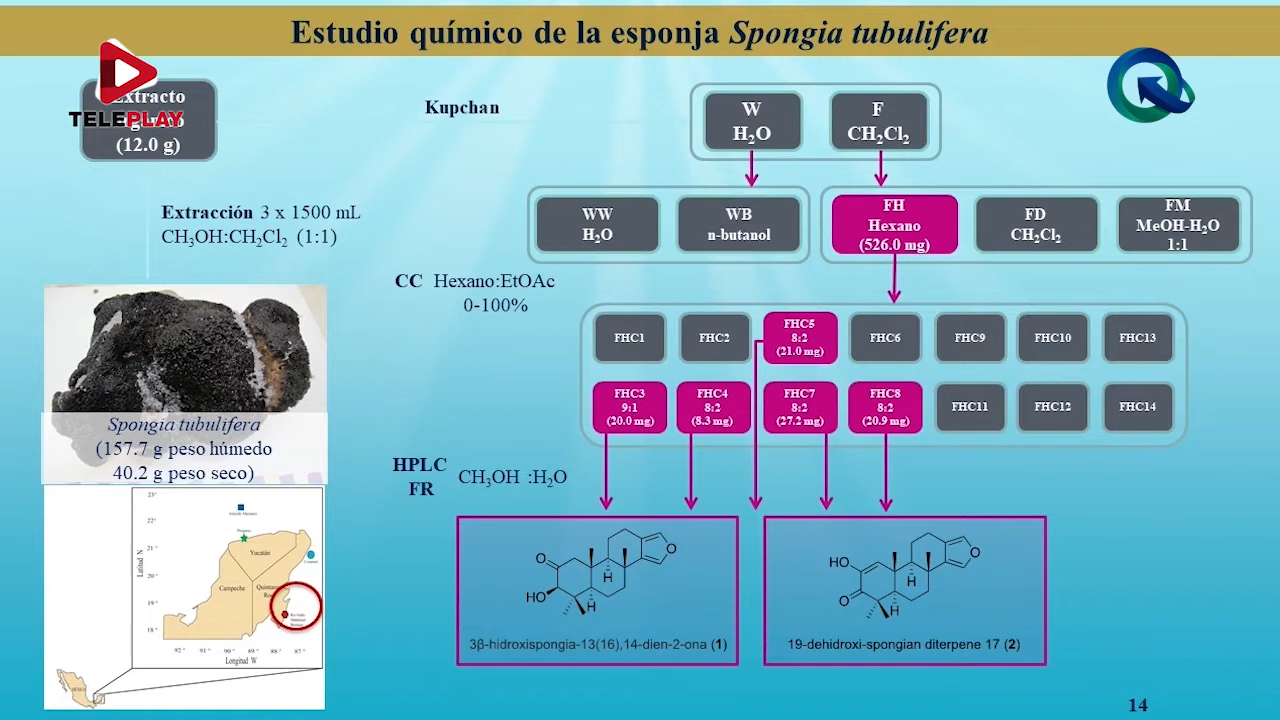 Estudio químico de la esponja Spongia tubulifera
TELEPLAY
Extracto
(12.0 g)
Kupchan
W
H₂O
F
CH₂Cl₂
Extracción 3 x 1500 mL
CH₃OH:CH₂Cl₂ (1:1)
WW
H₂O
WB
n-butanol
FH
Hexano
(526.0 mg)
FD
CH₂Cl₂
FM
MeOH-H₂O
1:1
CC Hexano:EtOAc
0-100%
FHC1
FHC2
FHC5
8:2
(21.0 mg)
FHC6
FHC9
FHC10
FHC13
FHC3
9:1
(20.0 mg)
FHC4
8:2
(8.3 mg)
FHC7
8:2
(27.2 mg)
FHC8
8:2
(20.9 mg)
FHC11
FHC12
FHC14
Spongia tubulifera
(157.7 g peso húmedo
40.2 g peso seco)
HPLC
FR
CH₃OH :H₂O
O
HO
H
H
O
3β-hidroxispongia-13(16),14-dien-2-ona (1)
HO
O
H
H
O
19-dehidroxi-spongian diterpene 17 (2)
Latitud N
23°
22°
21°
20°
19°
18°
Progreso
Yucatán
Campeche
Quintana
92°
91°
90°
89°
88°
87°
Longitud W
MÉXICO
14